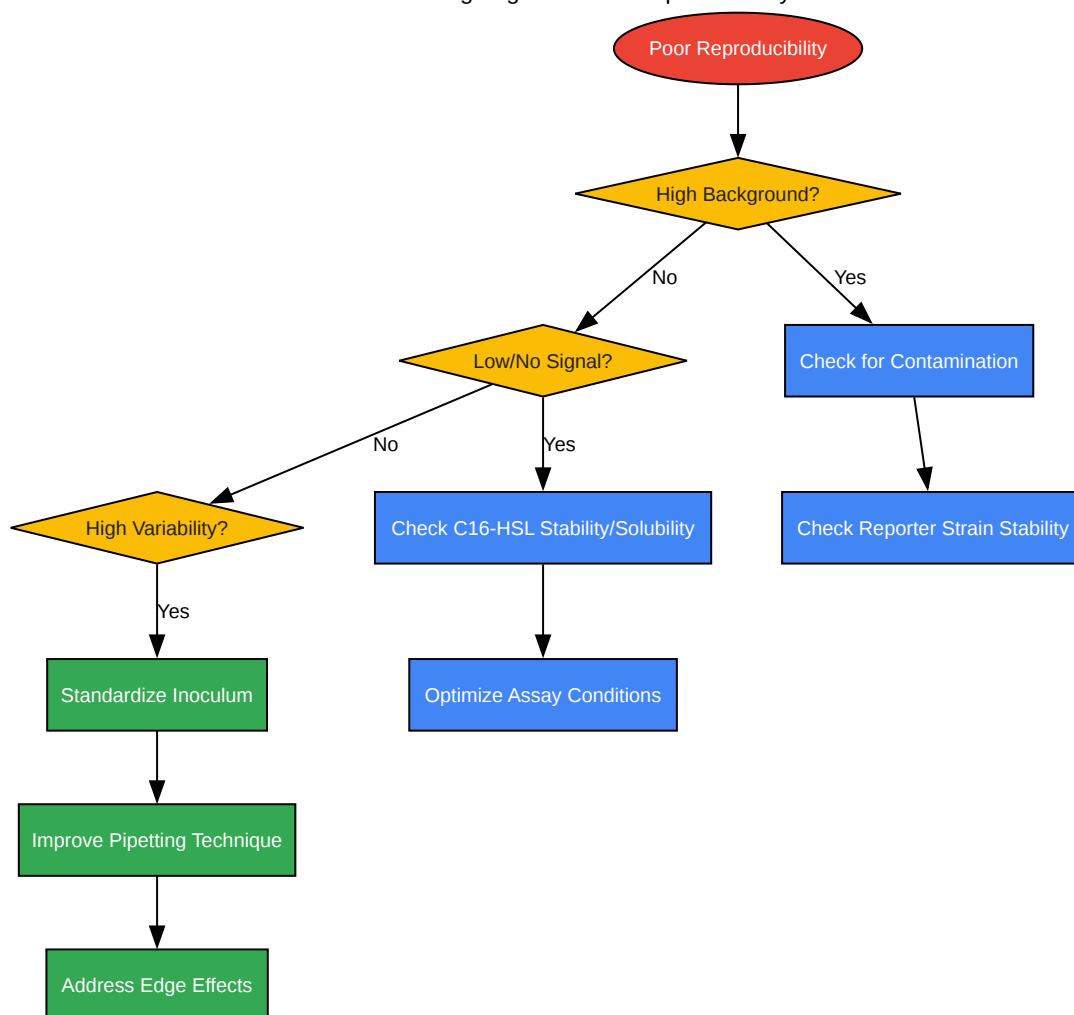 Poor Reproducibility
High Background?
No
Yes
Low/No Signal?
Check for Contamination
No
Yes
High Variability?
Check C16-HSL Stability/Solubility
Check Reporter Strain Stability
Yes
Standardize Inoculum
Optimize Assay Conditions
Improve Pipetting Technique
Address Edge Effects